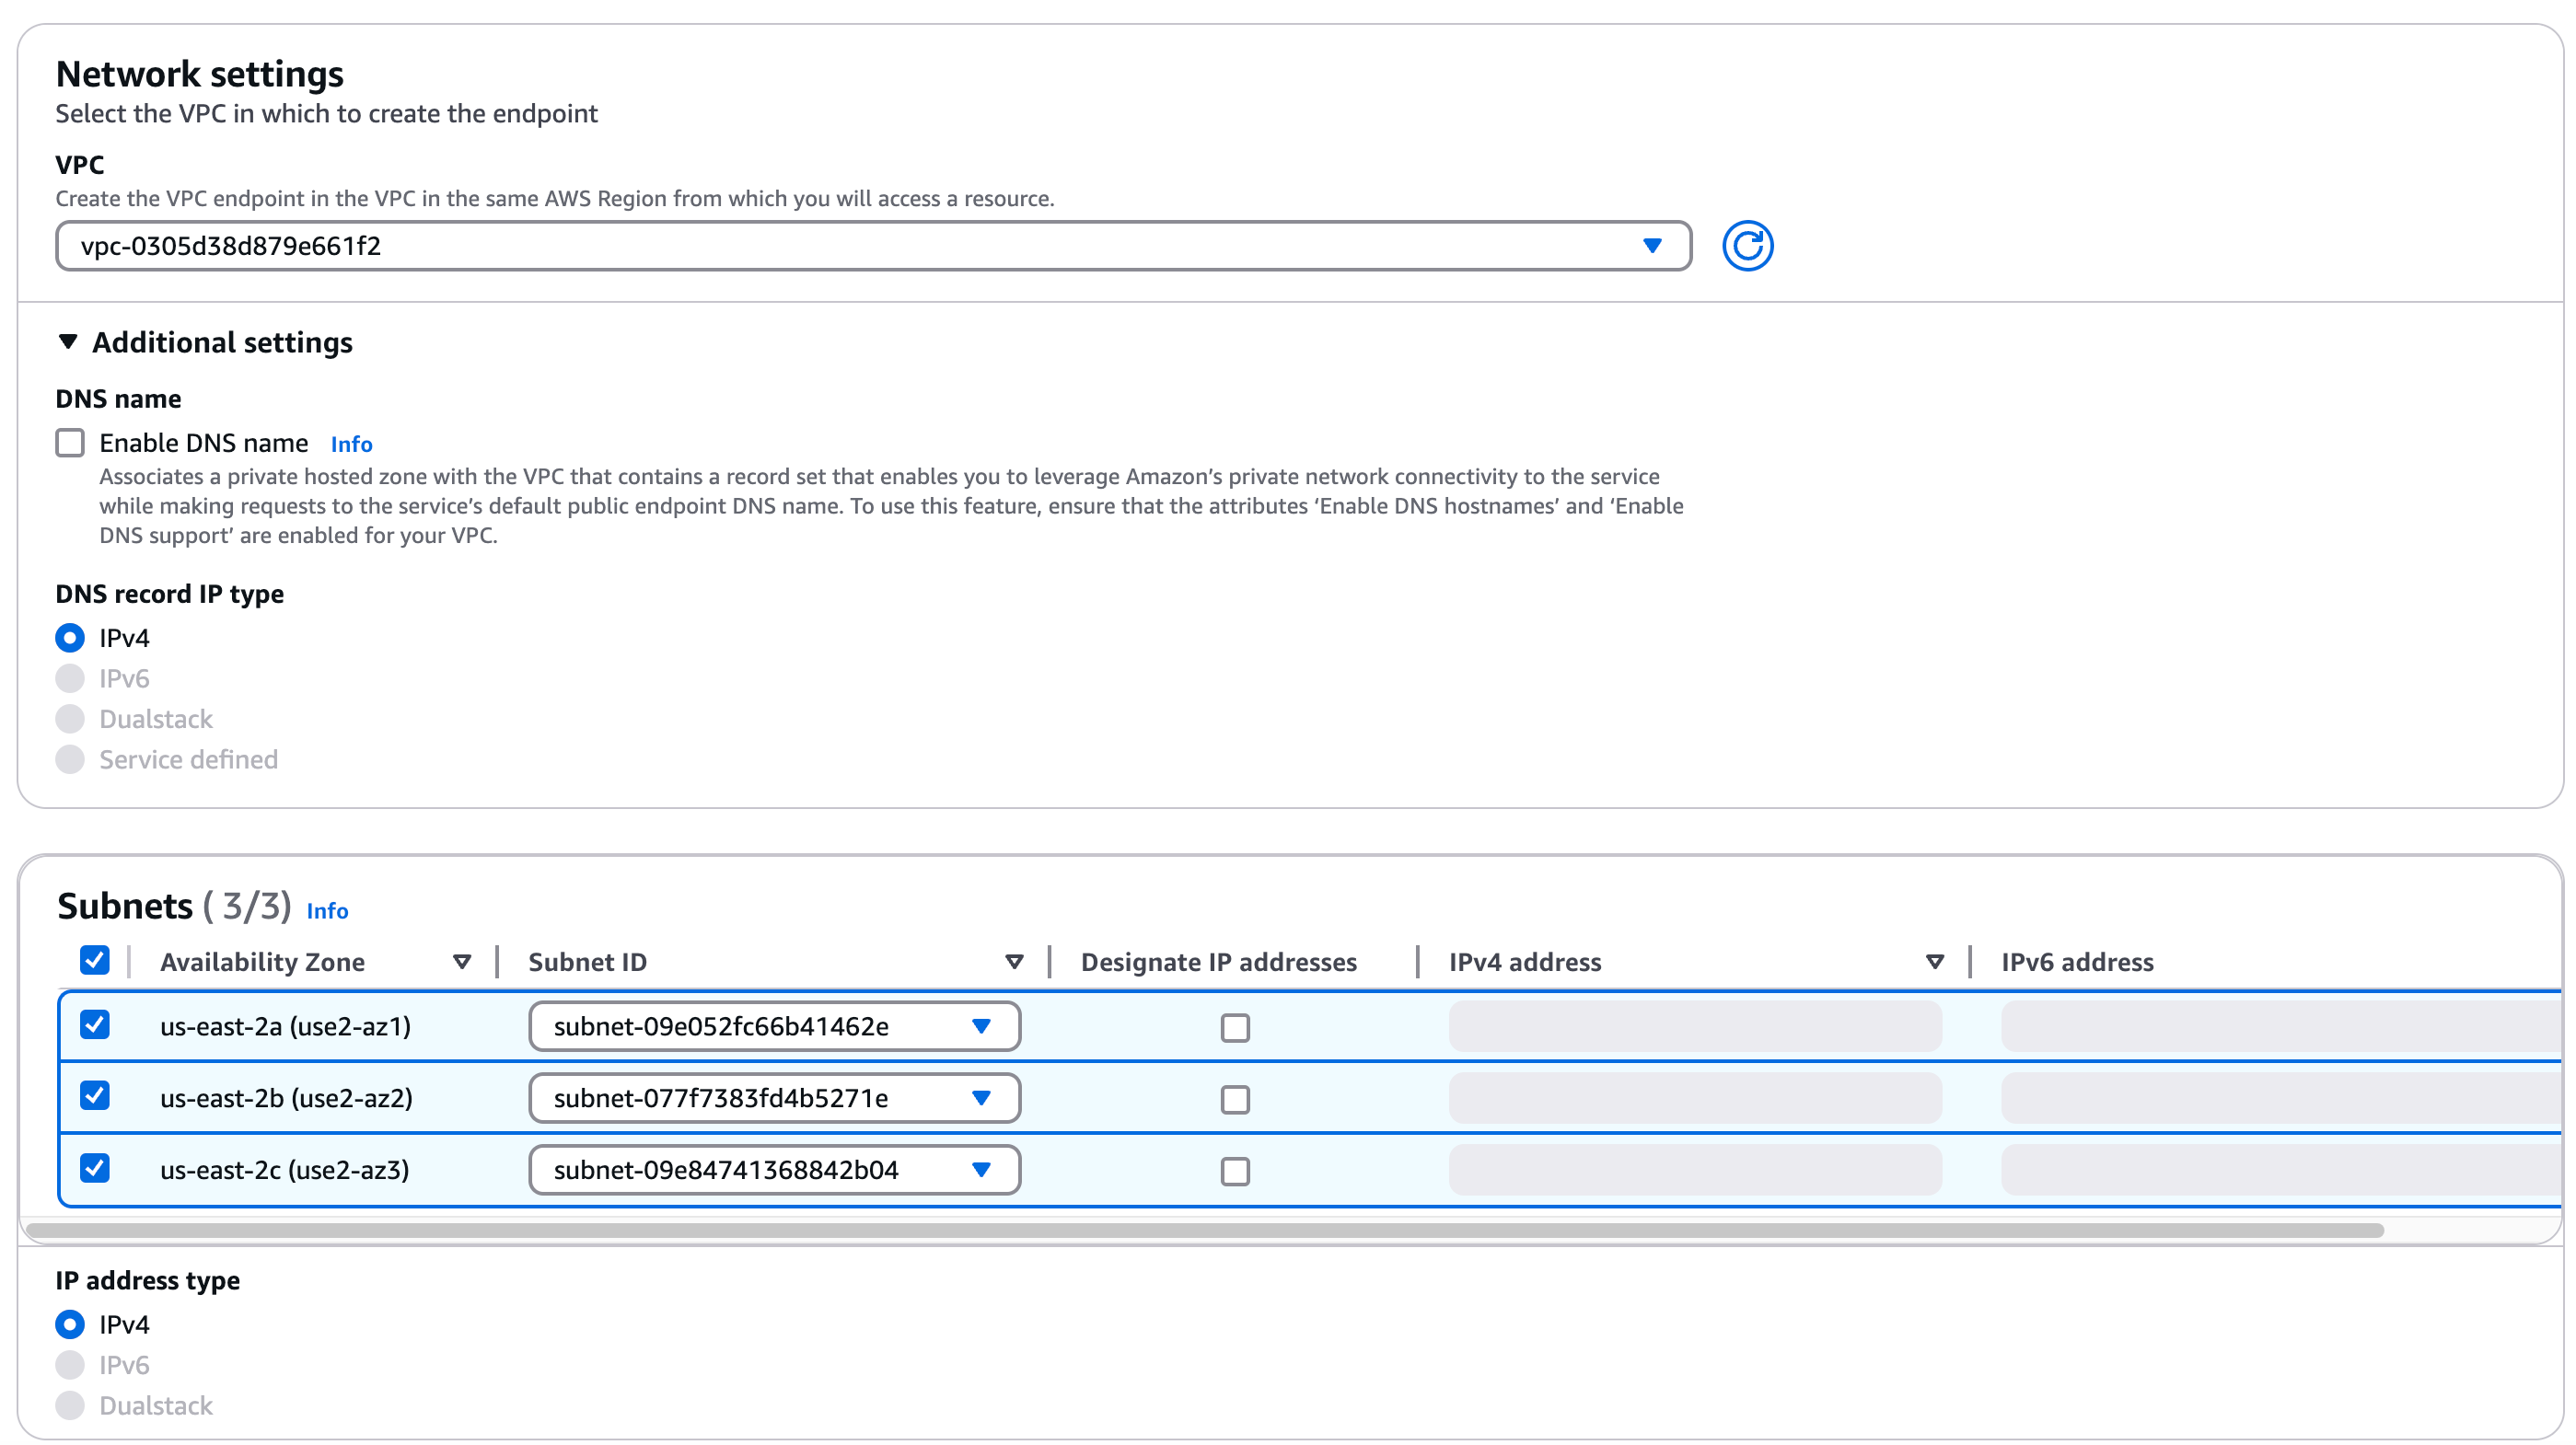 Network settings
Select the VPC in which to create the endpoint
VPC
Create the VPC endpoint in the VPC in the same AWS Region from which you will access a resource.
vpc-0305d38d879e661f2
Additional settings
DNS name
Enable DNS name Info
Associates a private hosted zone with the VPC that contains a record set that enables you to leverage Amazon’s private network connectivity to the service
while making requests to the service’s default public endpoint DNS name. To use this feature, ensure that the attributes ‘Enable DNS hostnames’ and ‘Enable
DNS support’ are enabled for your VPC.
DNS record IP type
IPv4
IPv6
Dualstack
Service defined
Subnets ( 3/3) Info
Availability Zone Subnet ID Designate IP addresses IPv4 address IPv6 address
us-east-2a (use2-az1) subnet-09e052fc66b41462e
us-east-2b (use2-az2) subnet-077f7383fd4b5271e
us-east-2c (use2-az3) subnet-09e84741368842b04
IP address type
IPv4
IPv6
Dualstack